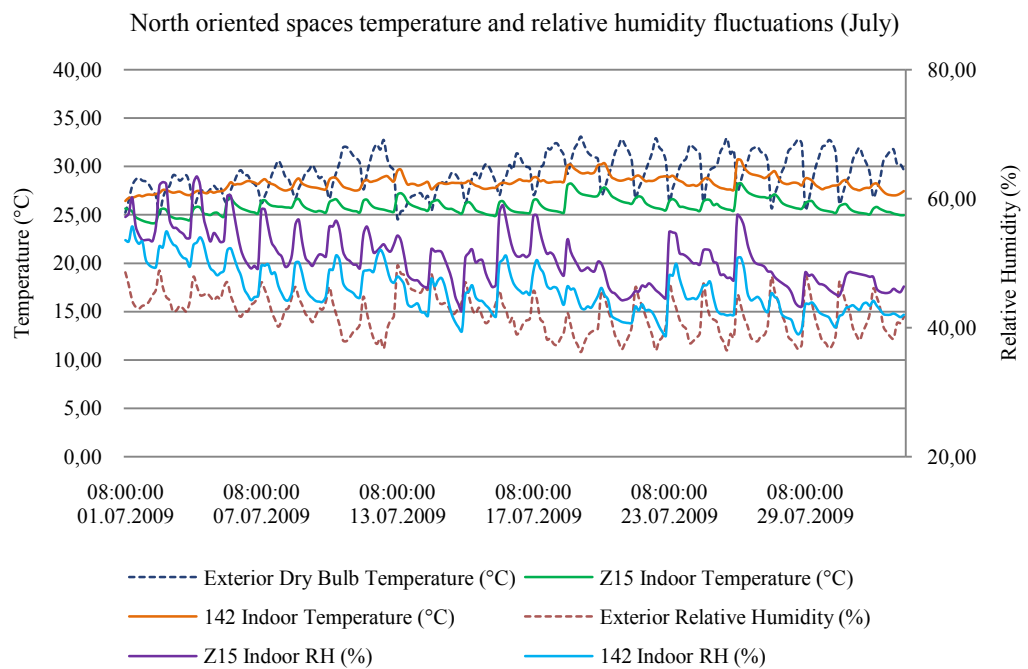 North oriented spaces temperature and relative humidity fluctuations (July)
40,00
35,00
30,00
25,00
20,00
15,00
10,00
5,00
0,00
Temperature (°C)
80,00
60,00
40,00
20,00
Relative Humidity (%)
08:00:00 08:00:00 08:00:00 08:00:00 08:00:00 08:00:00
01.07.2009 07.07.2009 13.07.2009 17.07.2009 23.07.2009 29.07.2009
Exterior Dry Bulb Temperature (°C) Z15 Indoor Temperature (°C)
142 Indoor Temperature (°C) Exterior Relative Humidity (%)
Z15 Indoor RH (%) 142 Indoor RH (%)